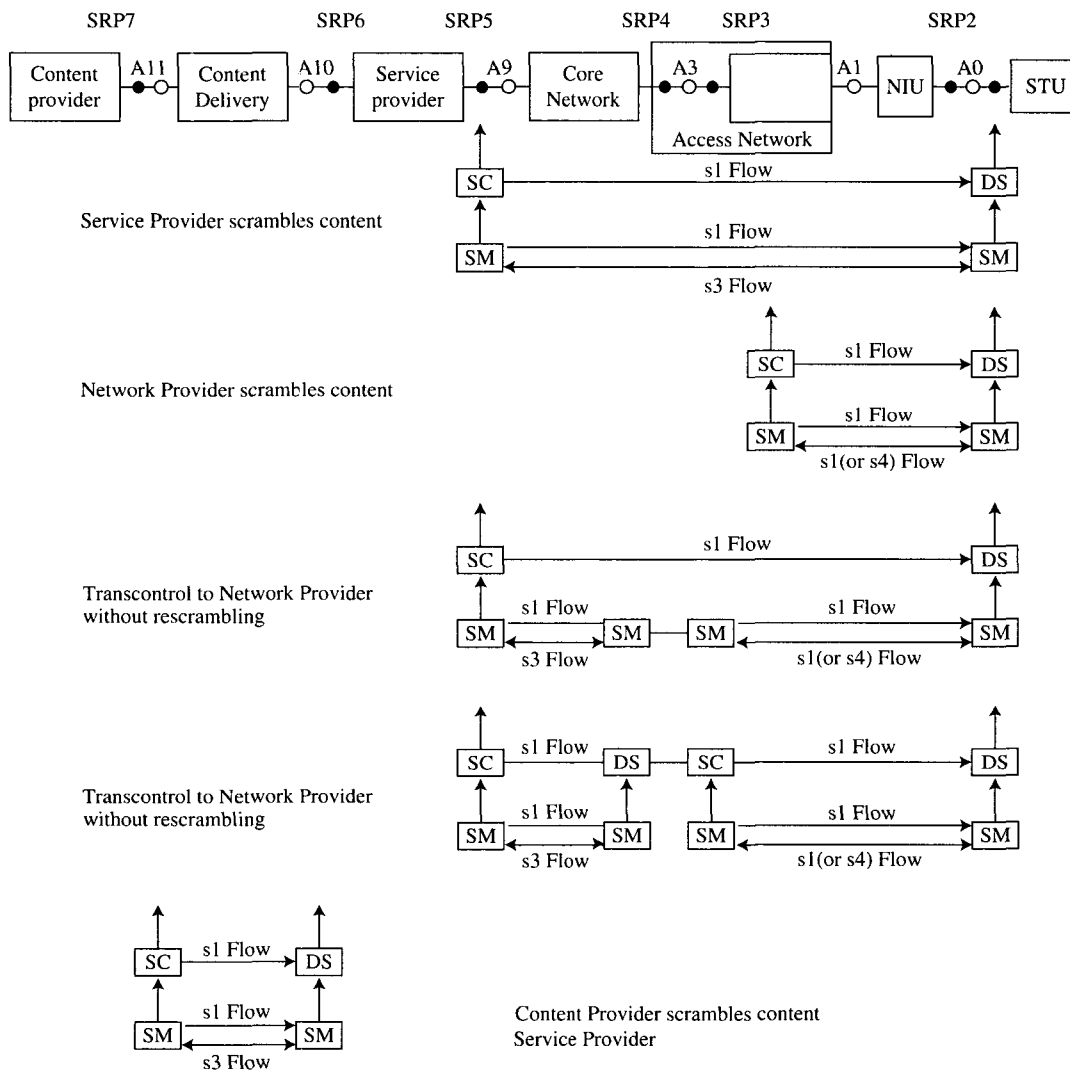 SRP7 SRP6 SRP5 SRP4 SRP3 SRP2
Content provider A11 Content Delivery A10 Service provider A9 Core Network A3 Access Network A1 NIU A0 STU
SC s1 Flow DS
Service Provider scrambles content
SM s1 Flow SM
s3 Flow
SC s1 Flow DS
Network Provider scrambles content
SM s1 Flow SM
s1(or s4) Flow
SC s1 Flow DS
Transcontrol to Network Provider
without rescrambling
SM s1 Flow SM SM s1 Flow SM
s3 Flow s1(or s4) Flow
SC s1 Flow DS SC s1 Flow DS
Transcontrol to Network Provider
without rescrambling
SM s1 Flow SM SM s1 Flow SM
s3 Flow s1(or s4) Flow
SC s1 Flow DS
SM s1 Flow SM
s3 Flow
Content Provider scrambles content
Service Provider